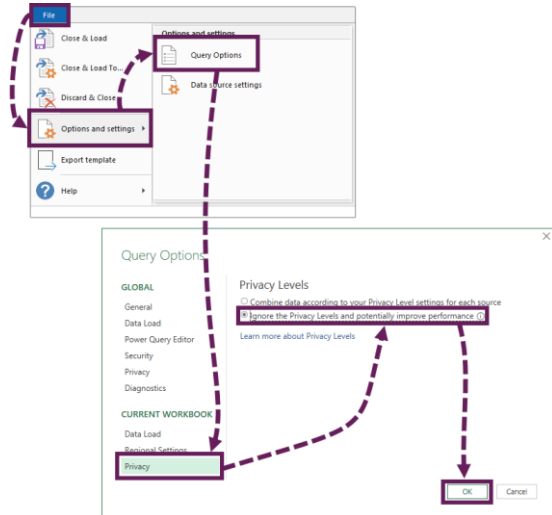 File
Close & Load
Close & Load To...
Discard & Close
Options and settings
Export template
Help
Options and settings
Query Options
Data source settings
Query Options
GLOBAL
General
Data Load
Power Query Editor
Security
Privacy
Diagnostics
CURRENT WORKBOOK
Data Load
Regional Settings
Privacy
Privacy Levels
Combine data according to your Privacy Level settings for each source
Ignore the Privacy Levels and potentially improve performance
Learn more about Privacy Levels
OK
Cancel